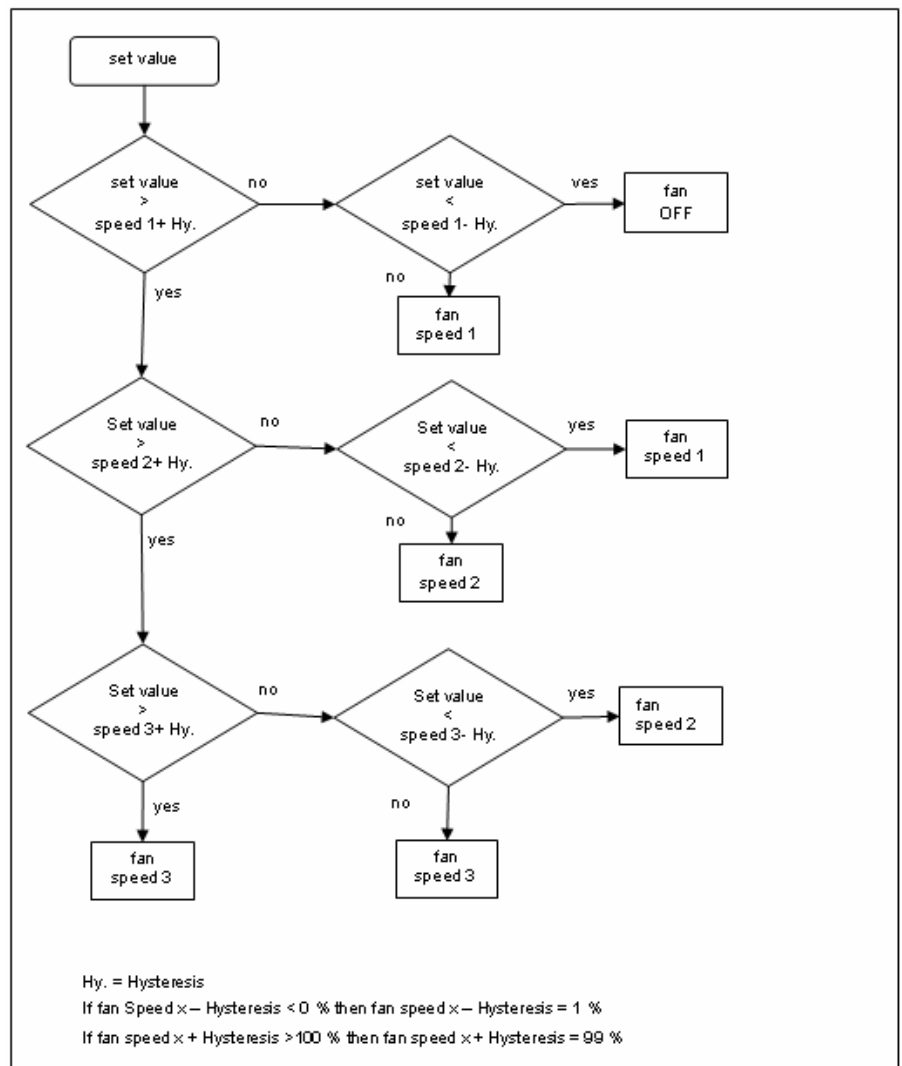 set value
set value
>
speed 1+ Hy.
no
set value
<
speed 1- Hy.
yes
fan
OFF
no
fan
speed 1
yes
Set value
>
speed 2+ Hy.
no
Set value
<
speed 2- Hy.
yes
fan
speed 1
no
fan
speed 2
yes
Set value
>
speed 3+ Hy.
no
Set value
<
speed 3- Hy.
yes
fan
speed 2
yes
fan
speed 3
no
fan
speed 3
Hy. = Hysteresis
If fan Speed x – Hysteresis < 0 % then fan speed x – Hysteresis = 1 %
If fan speed x + Hysteresis >100 % then fan speed x + Hysteresis = 99 %